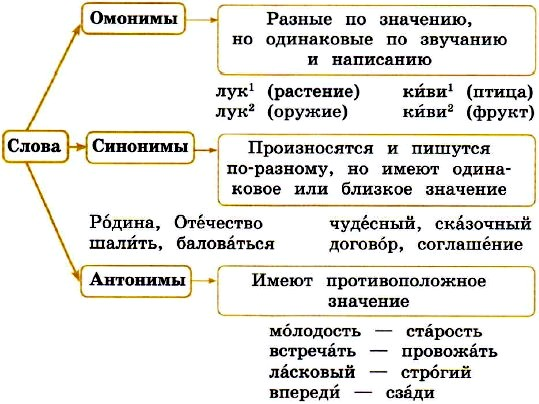 Омонимы
Разные по значению,
но одинаковые по звучанию
и написанию
лук¹ (растение) ки́ви¹ (птица)
лук² (оружие) ки́ви² (фрукт)
Слова
Синонимы
Произносятся и пишутся
по-разному, но имеют одина-
ковое или близкое значение
Ро́дина, Оте́чество чуде́сный, ска́зочный
шали́ть, балова́ться догово́р, соглаше́ние
Антонимы
Имеют противоположное
значение
мо́лодость — ста́рость
встреча́ть — провожа́ть
ла́сковый — стро́гий
впереди́ — сза́ди